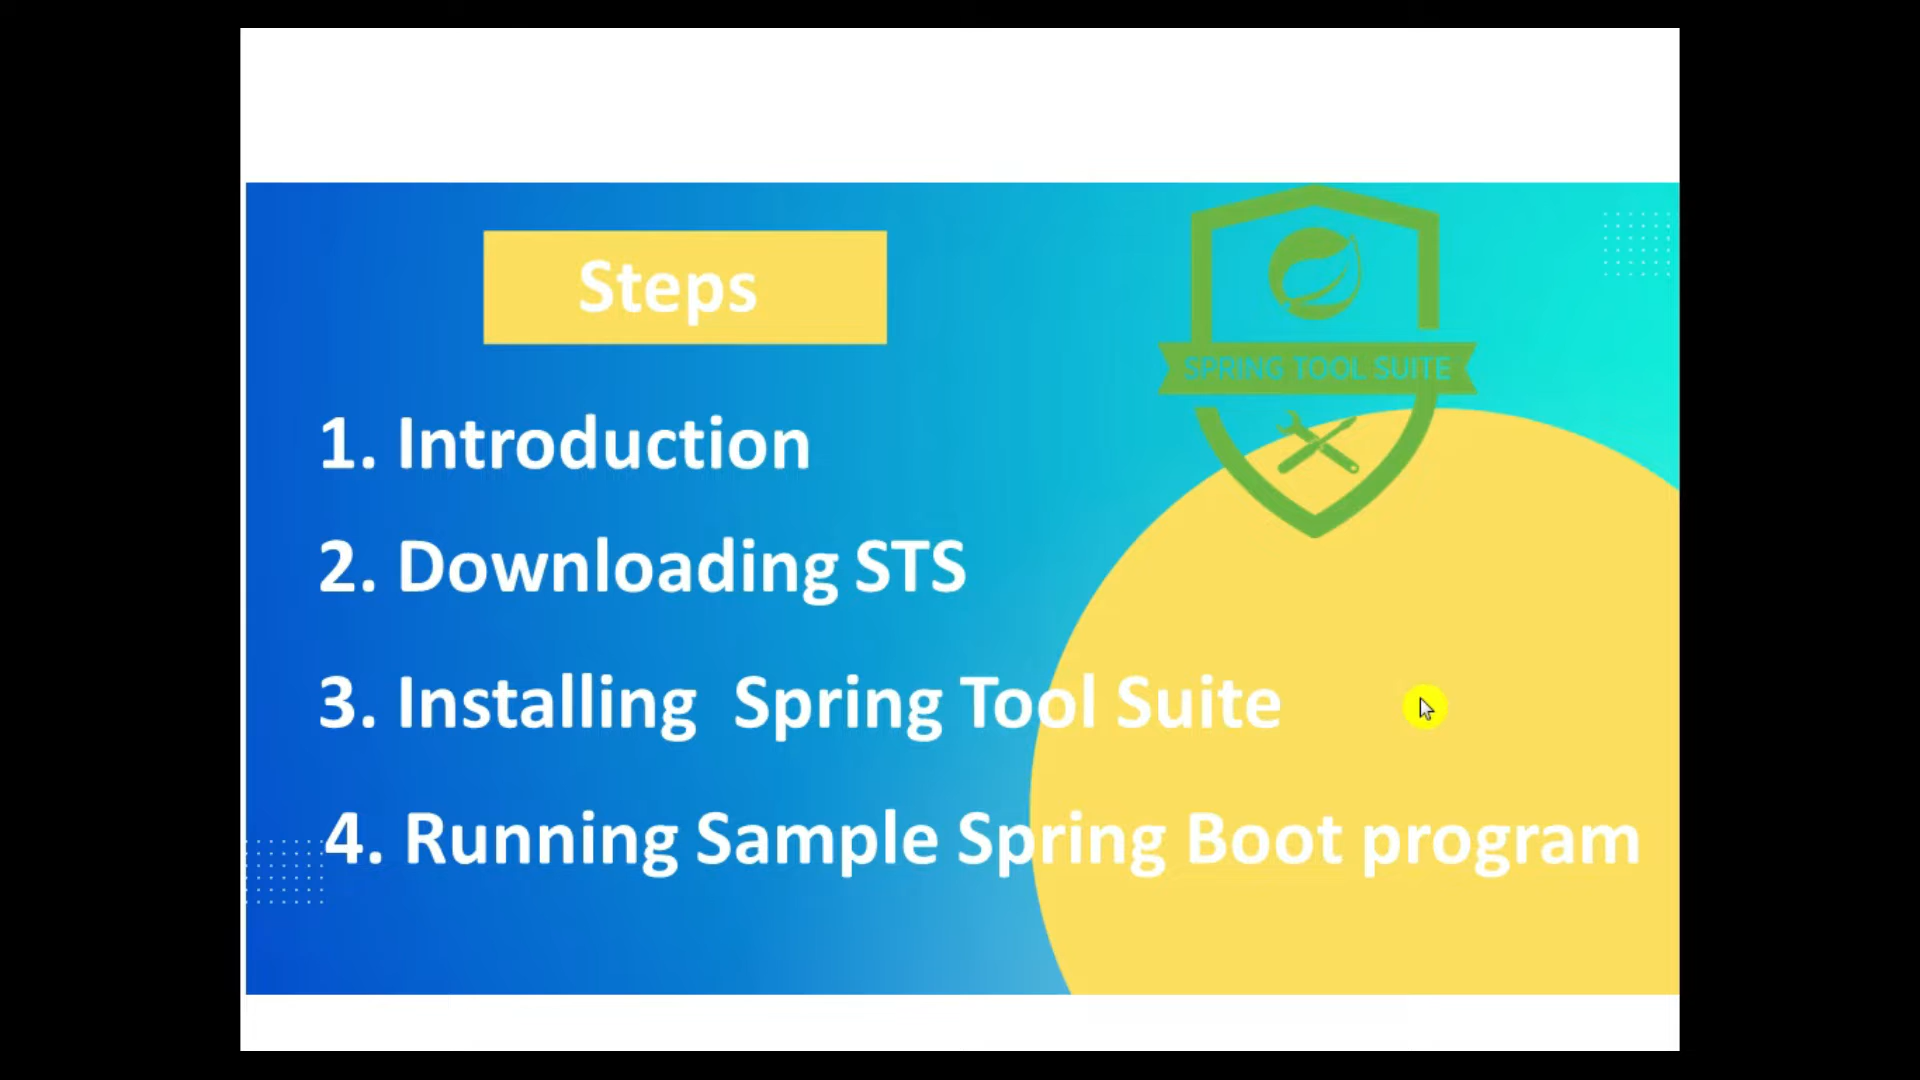 Steps
SPRING TOOL SUITE
1. Introduction
2. Downloading STS
3. Installing  Spring Tool Suite
4. Running Sample Spring Boot program